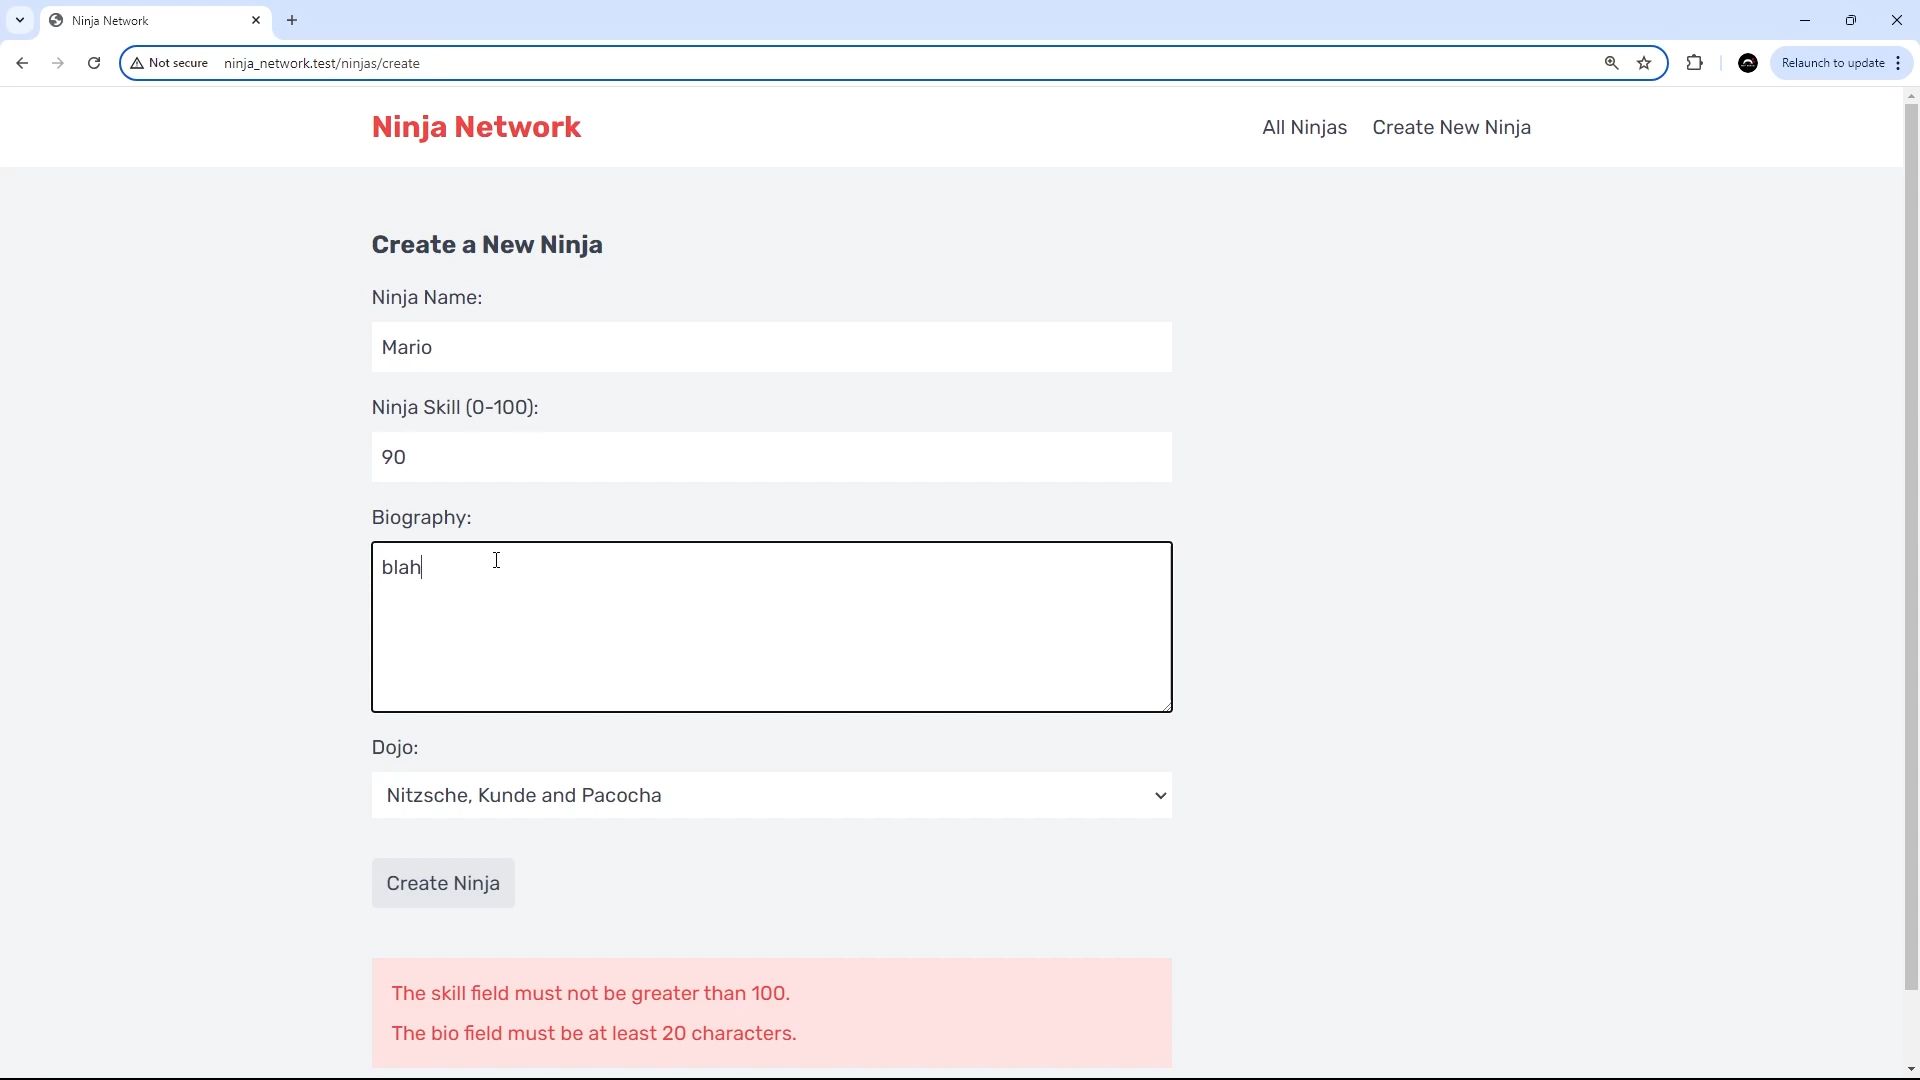 Ninja Network
Not secure
ninja_network.test/ninjas/create
Relaunch to update
Ninja Network
All Ninjas
Create New Ninja
Create a New Ninja
Ninja Name:
Mario
Ninja Skill (0-100):
90
Biography:
blah
Dojo:
Nitzsche, Kunde and Pacocha
Create Ninja
The skill field must not be greater than 100.
The bio field must be at least 20 characters.